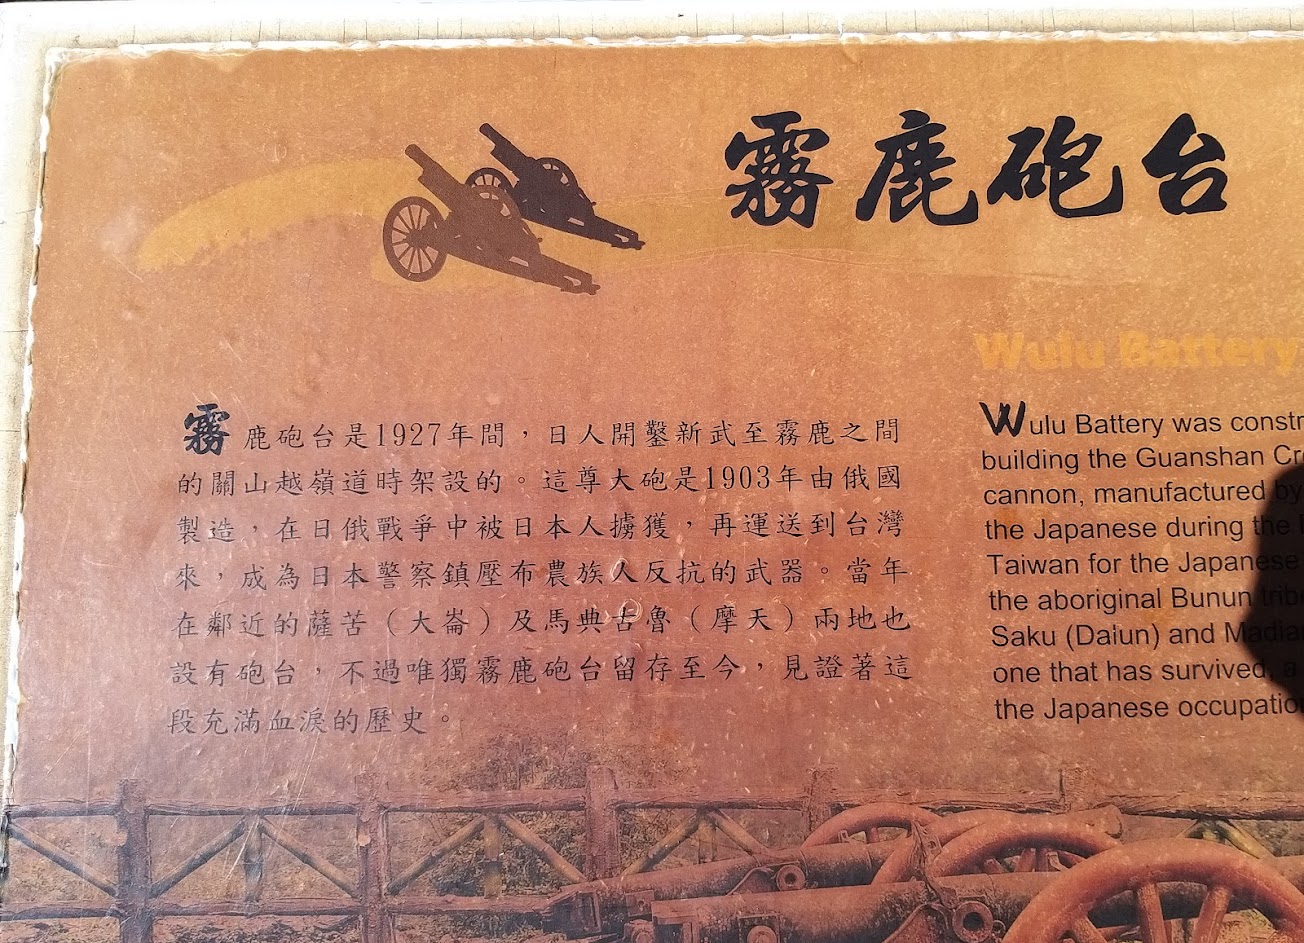 霧鹿砲台
霧鹿砲台是1927年間，日人開鑿新武至霧鹿之間
的關山越嶺道時架設的。這尊大砲是1903年由俄國
製造，在日俄戰爭中被日本人擄獲，再運送到台灣
來，成為日本警察鎮壓布農族人反抗的武器。當年
在鄰近的薩苦（大崙）及馬典古魯（摩天）兩地也
設有砲台，不過唯獨霧鹿砲台留存至今，見證著這
段充滿血淚的歷史。
Wulu Battery
Wulu Battery was constr
building the Guanshan Cr
cannon, manufactured by
the Japanese during the
Taiwan for the Japanese
the aboriginal Bunun tribe
Saku (Dalun) and Madia
one that has survived, a
the Japanese occupatio